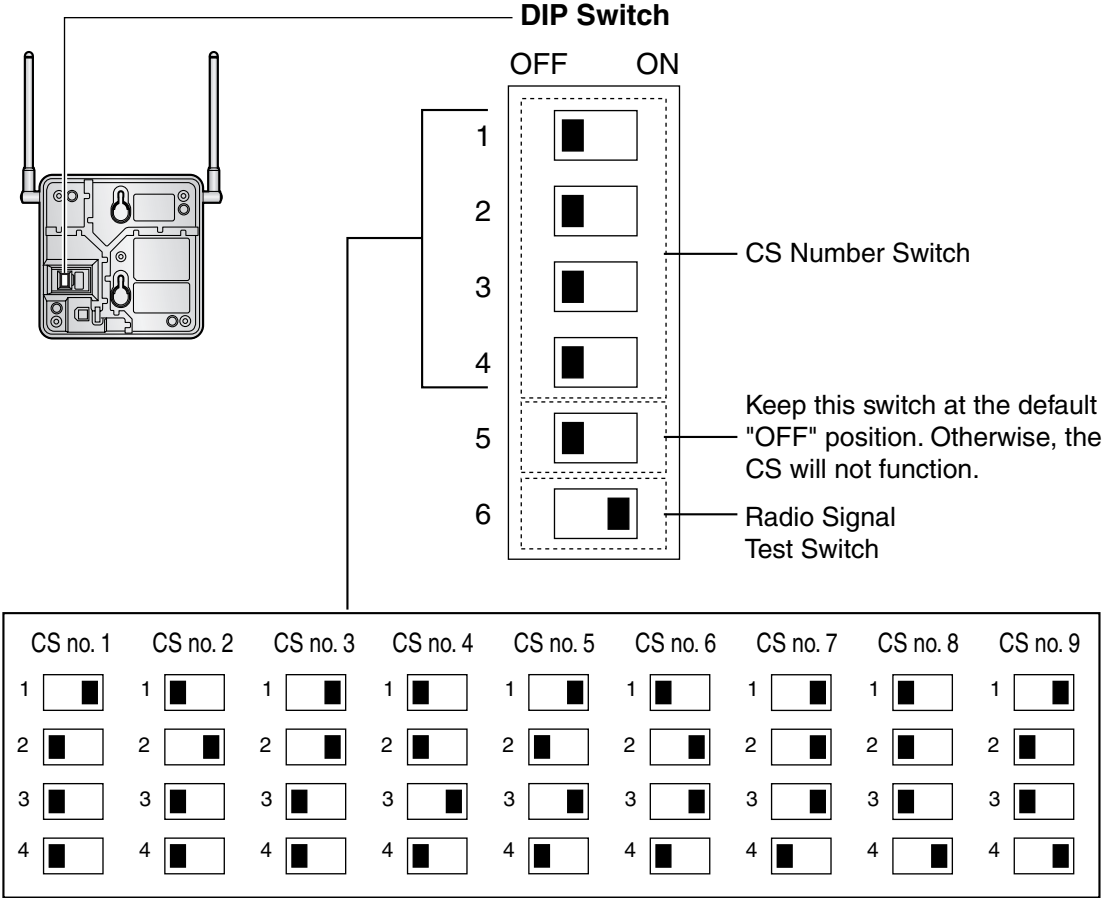 DIP Switch
OFF ON
1
2
CS Number Switch
3
4
Keep this switch at the default
5
"OFF" position. Otherwise, the
CS will not function.
6
Radio Signal
Test Switch
CS no. 1 CS no. 2 CS no. 3 CS no. 4 CS no. 5 CS no. 6 CS no. 7 CS no. 8 CS no. 9
1 1 1 1 1 1 1 1 1
2 2 2 2 2 2 2 2 2
3 3 3 3 3 3 3 3 3
4 4 4 4 4 4 4 4 4